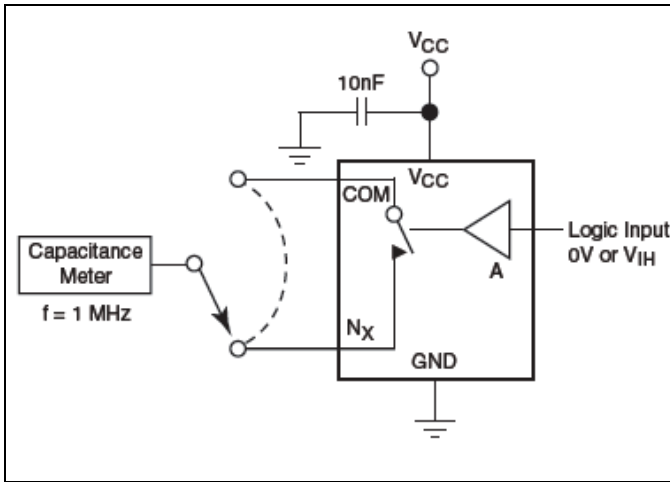 VCC
10nF
VCC
COM
Logic Input
0V or VIH
A
Capacitance
Meter
f = 1 MHz
NX
GND